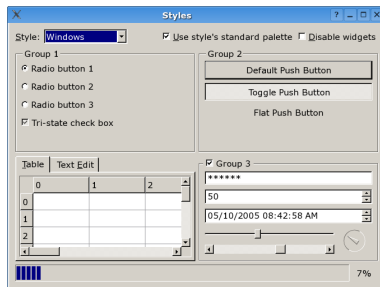 Styles
Style: Windows
Use style's standard palette
Disable widgets
Group 1
Radio button 1
Radio button 2
Radio button 3
Tri-state check box
Group 2
Default Push Button
Toggle Push Button
Flat Push Button
Table
Text Edit
0 1 2
0
1
2
Group 3
******
50
05/10/2005 08:42:58 AM
7%